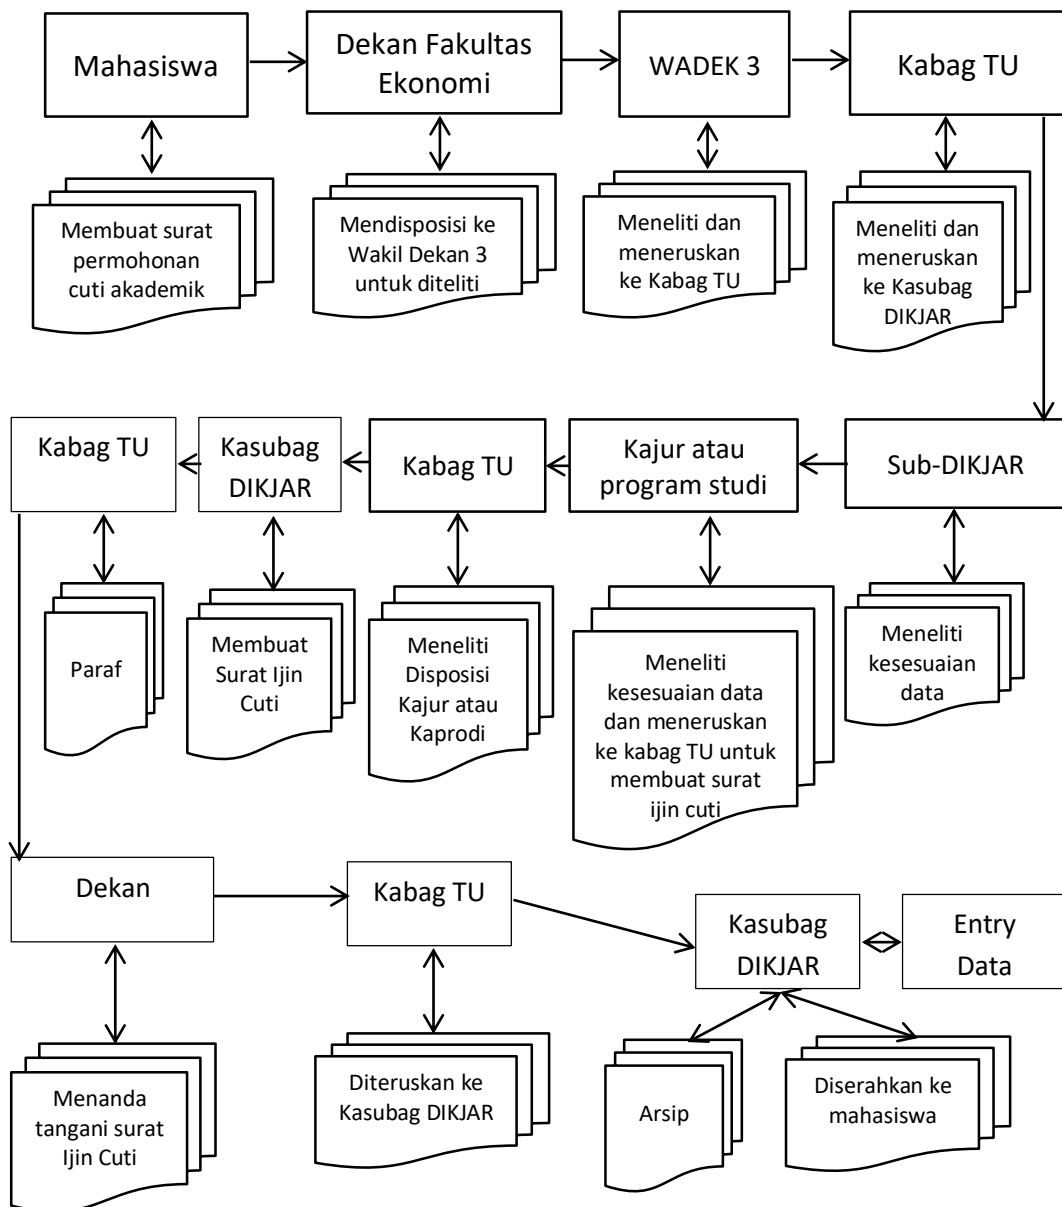 Mahasiswa
Dekan Fakultas
Ekonomi
WADEK 3
Kabag TU
Membuat surat
permohonan
cuti akademik
Mendisposisi ke
Wakil Dekan 3
untuk diteliti
Meneliti dan
meneruskan
ke Kabag TU
Meneliti dan
meneruskan
ke Kasubag
DIKJAR
Kabag TU
Kasubag
DIKJAR
Kabag TU
Kajur atau
program studi
Sub-DIKJAR
Paraf
Membuat
Surat Ijin
Cuti
Meneliti
Disposisi
Kajur atau
Kaprodi
Meneliti
kesesuaian data
dan meneruskan
ke kabag TU untuk
membuat surat
ijin cuti
Meneliti
kesesuaian
data
Dekan
Kabag TU
Kasubag
DIKJAR
Entry
Data
Menanda
tangani surat
Ijin Cuti
Diteruskan ke
Kasubag DIKJAR
Arsip
Diserahkan ke
mahasiswa